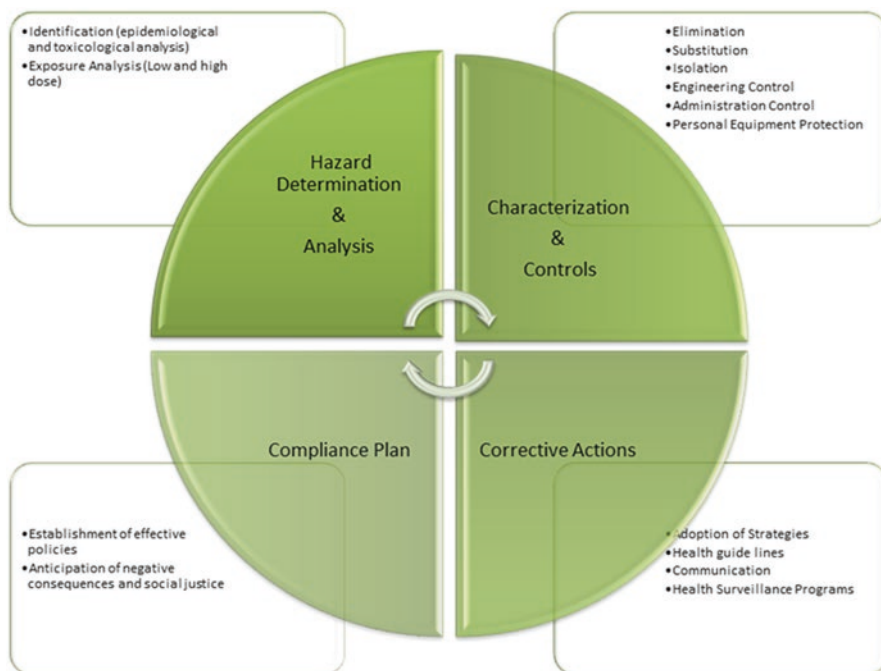 •Identification (epidemiological
and toxicological analysis)
•Exposure Analysis (Low and high
dose)
•Elimination
•Substitution
•Isolation
•Engineering Control
•Administration Control
•Personal Equipment Protection
Hazard
Determination
&
Analysis
Characterization
&
Controls
Compliance Plan
Corrective Actions
•Establishment of effective
policies
•Anticipation of negative
consequences and social justice
•Adoption of Strategies
•Health guide lines
•Communication
•Health Surveillance Programs